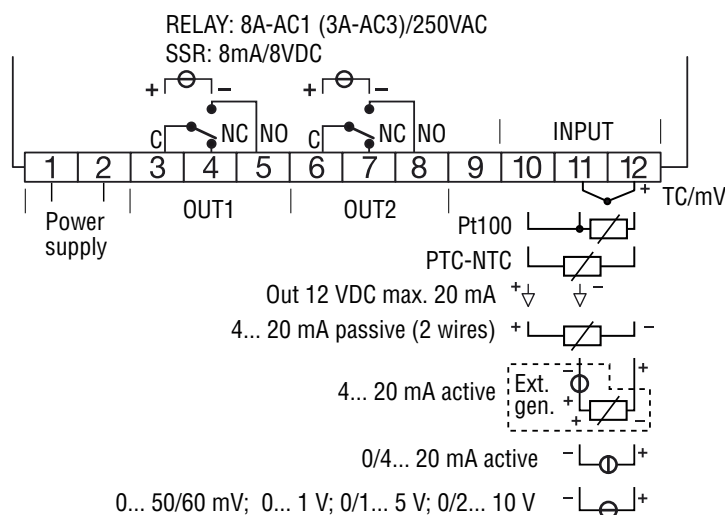 RELAY: 8A-AC1 (3A-AC3)/250VAC
SSR: 8mA/8VDC
+ − + −
C NC NO C NC NO INPUT
1 2 3 4 5 6 7 8 9 10 11 12
Power supply
OUT1 OUT2
+ TC/mV
Pt100
PTC-NTC
Out 12 VDC max. 20 mA + −
4... 20 mA passive (2 wires) + −
− +
4... 20 mA active Ext. gen. + + −
0/4... 20 mA active − +
0... 50/60 mV; 0... 1 V; 0/1... 5 V; 0/2... 10 V − +